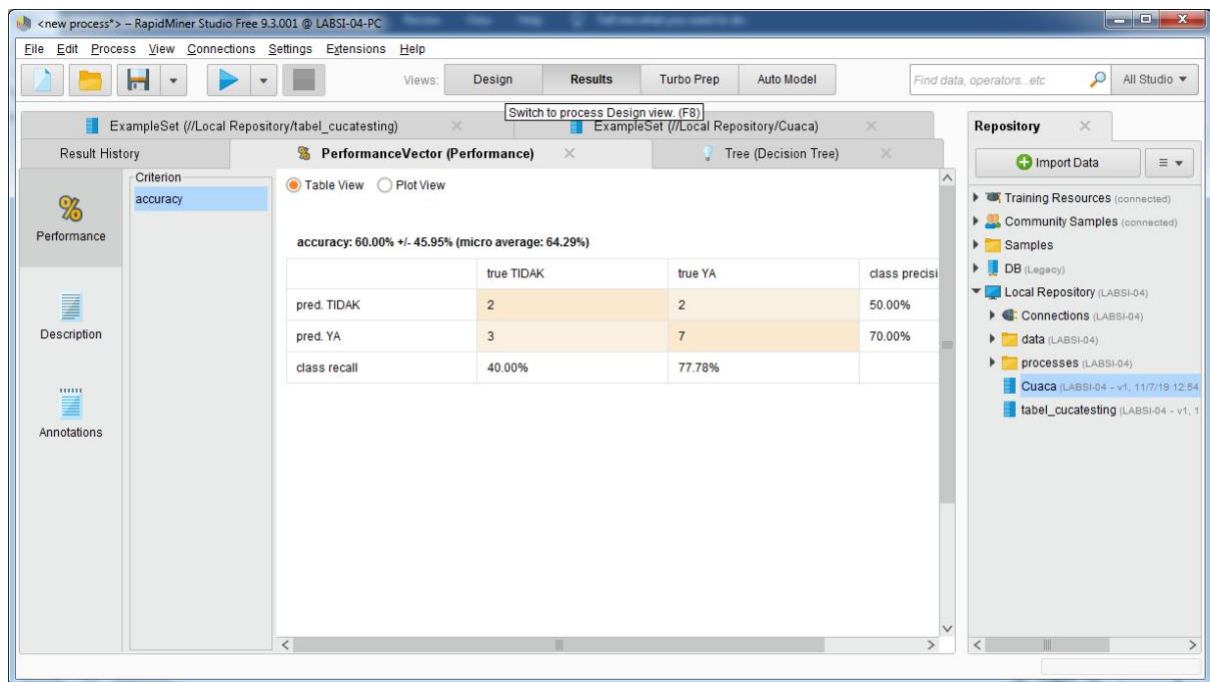 <new process*> – RapidMiner Studio Free 9.3.001 @ LABSI-04-PC
File Edit Process View Connections Settings Extensions Help
Views: Design Results Turbo Prep Auto Model Find data, operators...etc All Studio
Switch to process Design view. (F8)
ExampleSet (//Local Repository/tabel_cucatesting) ExampleSet (//Local Repository/Cuaca)
Result History PerformanceVector (Performance) Tree (Decision Tree)
Performance
Description
Annotations
Criterion
accuracy
Table View Plot View
accuracy: 60.00% +/- 45.95% (micro average: 64.29%)
true TIDAK true YA class precisi
pred. TIDAK 2 2 50.00%
pred. YA 3 7 70.00%
class recall 40.00% 77.78%
Repository
Import Data
Training Resources (connected)
Community Samples (connected)
Samples
DB (Legacy)
Local Repository (LABSI-04)
Connections (LABSI-04)
data (LABSI-04)
processes (LABSI-04)
Cuaca (LABSI-04 - v1, 11/7/19 12:54
tabel_cucatesting (LABSI-04 - v1, 1